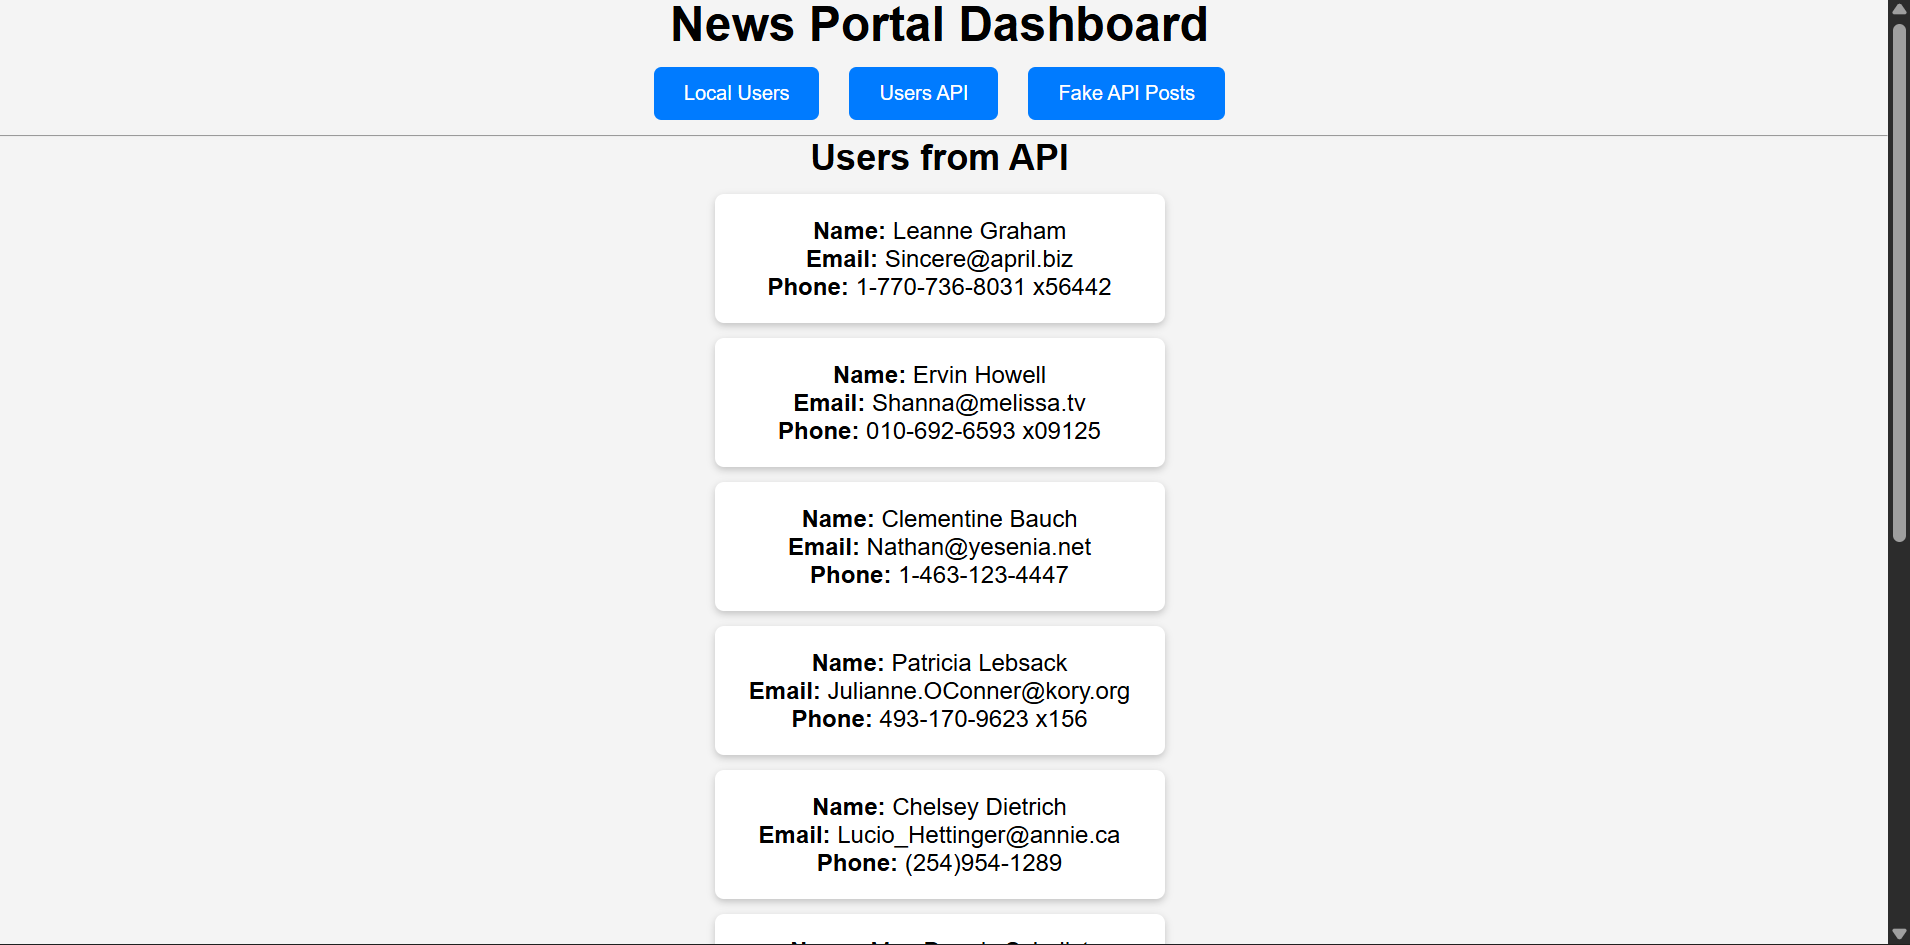 News Portal Dashboard
Local Users Users API Fake API Posts
Users from API
Name: Leanne Graham
Email: Sincere@april.biz
Phone: 1-770-736-8031 x56442
Name: Ervin Howell
Email: Shanna@melissa.tv
Phone: 010-692-6593 x09125
Name: Clementine Bauch
Email: Nathan@yesenia.net
Phone: 1-463-123-4447
Name: Patricia Lebsack
Email: Julianne.OConner@kory.org
Phone: 493-170-9623 x156
Name: Chelsey Dietrich
Email: Lucio_Hettinger@annie.ca
Phone: (254)954-1289